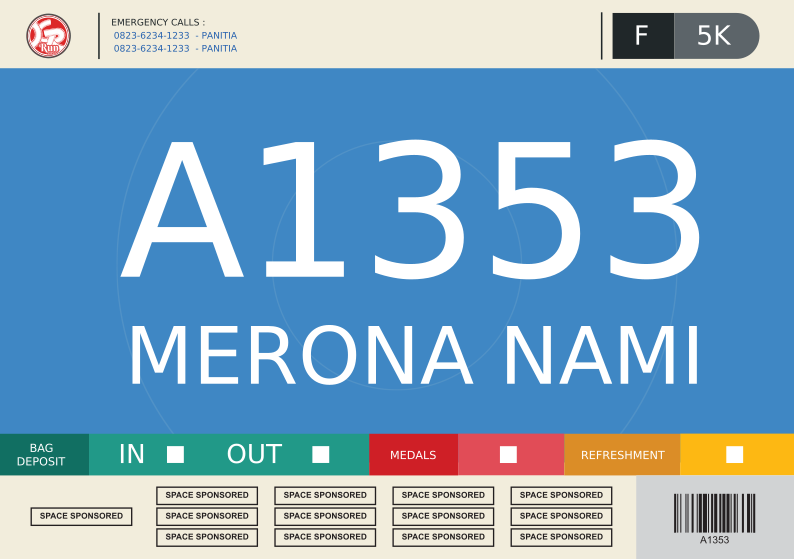 Run
EMERGENCY CALLS :
0823-6234-1233 - PANITIA
0823-6234-1233 - PANITIA
F 5K
A1353
MERONA NAMI
BAG
DEPOSIT
IN OUT
MEDALS
REFRESHMENT
SPACE SPONSORED
SPACE SPONSORED SPACE SPONSORED SPACE SPONSORED SPACE SPONSORED
SPACE SPONSORED SPACE SPONSORED SPACE SPONSORED SPACE SPONSORED
SPACE SPONSORED SPACE SPONSORED SPACE SPONSORED SPACE SPONSORED
A1353